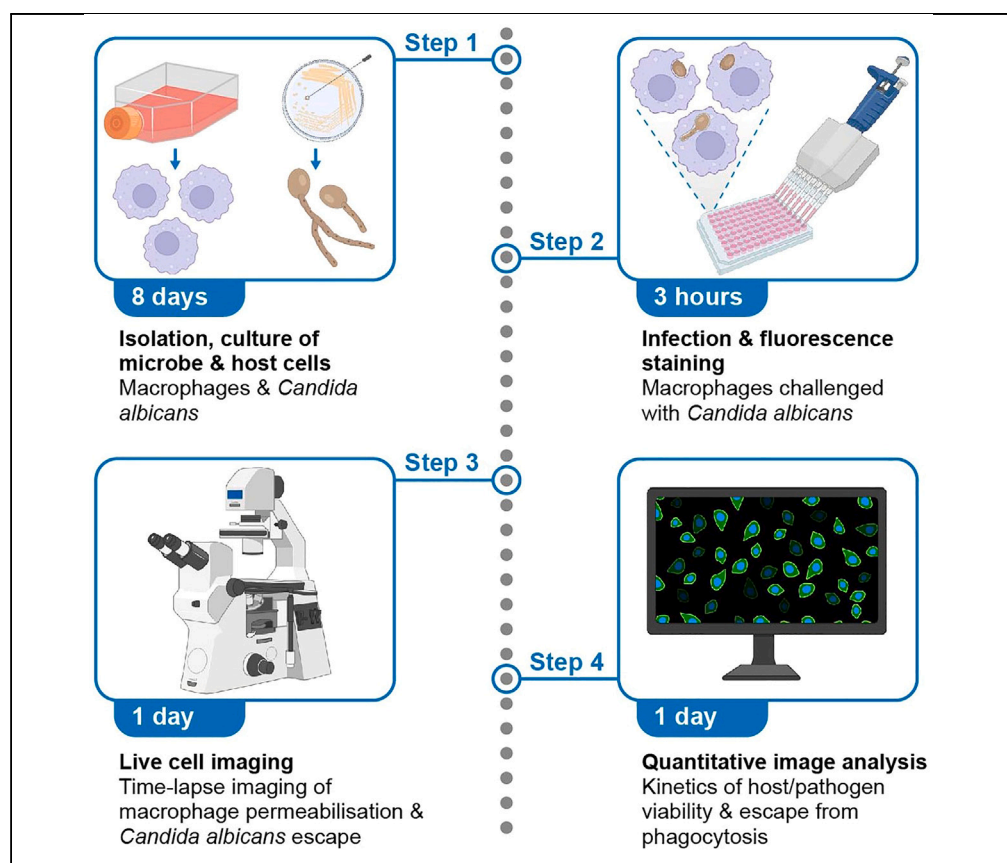 Step 1
8 days
Isolation, culture of
microbe & host cells
Macrophages & Candida
albicans
Step 2
3 hours
Infection & fluorescence
staining
Macrophages challenged
with Candida albicans
Step 3
1 day
Live cell imaging
Time-lapse imaging of
macrophage permeabilisation &
Candida albicans escape
Step 4
1 day
Quantitative image analysis
Kinetics of host/pathogen
viability & escape from
phagocytosis